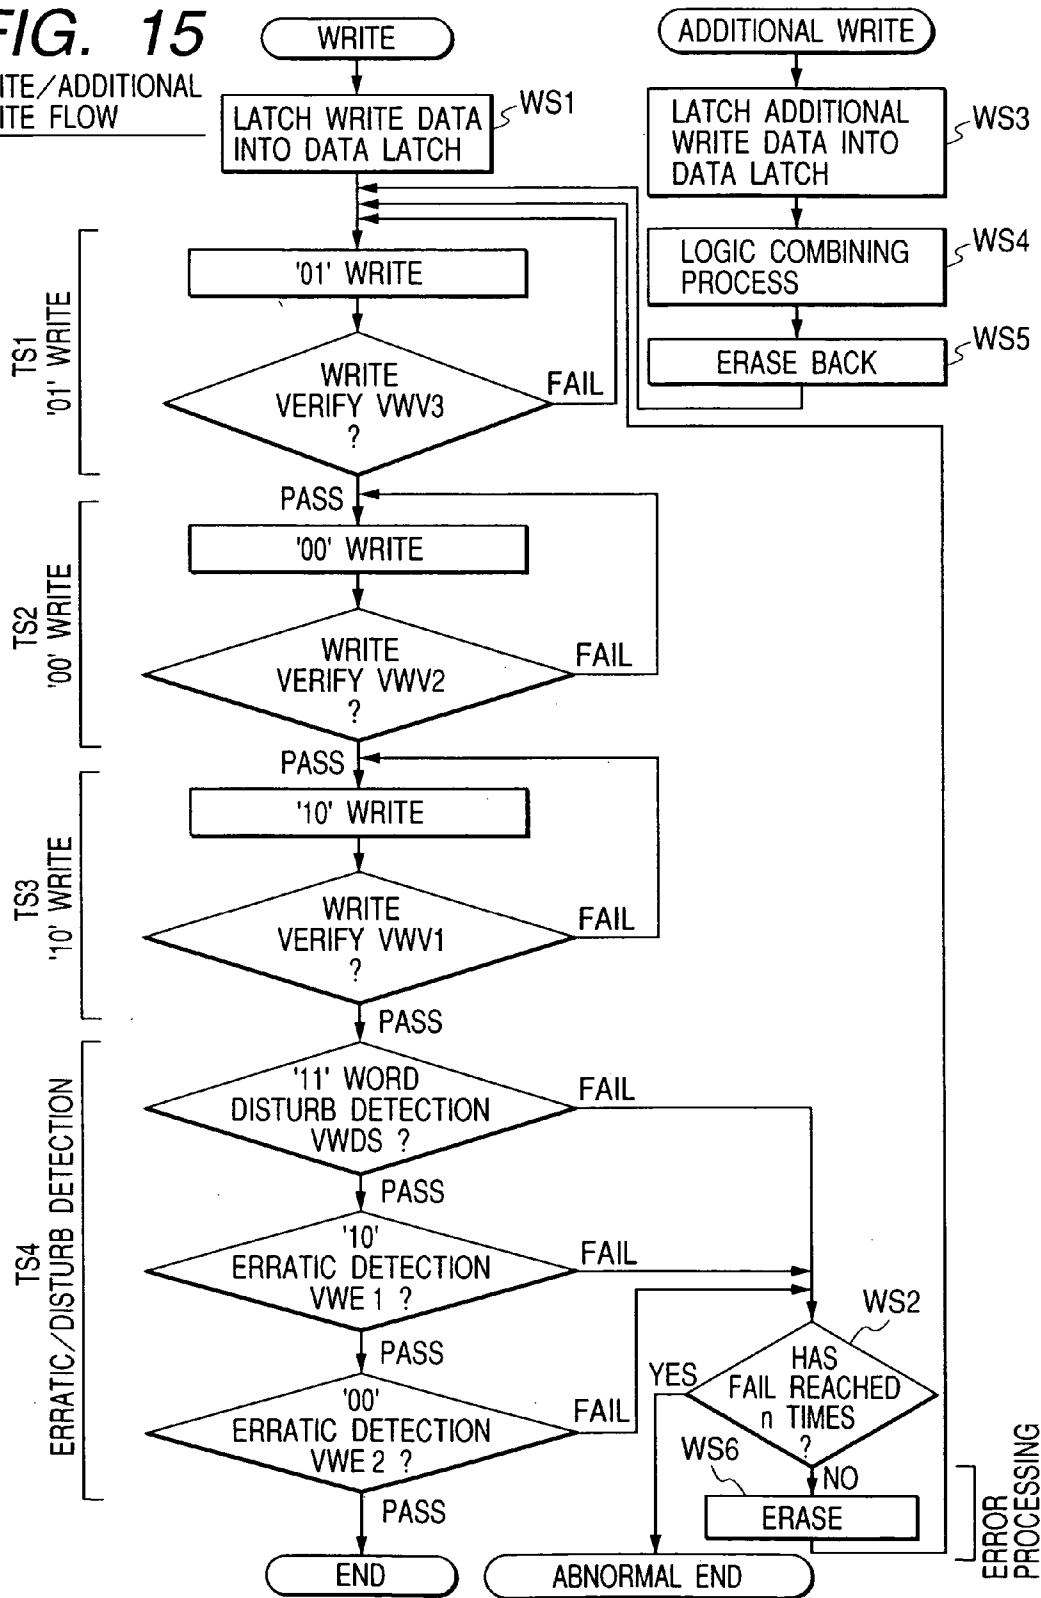 FIG. 15
ITE/ADDITIONAL
ITE FLOW
WRITE
LATCH WRITE DATA
INTO DATA LATCH
WS1
ADDITIONAL WRITE
LATCH ADDITIONAL
WRITE DATA INTO
DATA LATCH
WS3
LOGIC COMBINING
PROCESS
WS4
ERASE BACK
WS5
TS1
'01' WRITE
'01' WRITE
WRITE
VERIFY VWV3
?
FAIL
PASS
TS2
'00' WRITE
'00' WRITE
WRITE
VERIFY VWV2
?
FAIL
PASS
TS3
'10' WRITE
'10' WRITE
WRITE
VERIFY VWV1
?
FAIL
PASS
TS4
ERRATIC/DISTURB DETECTION
'11' WORD
DISTURB DETECTION
VWDS ?
FAIL
PASS
'10'
ERRATIC DETECTION
VWE1 ?
FAIL
PASS
'00'
ERRATIC DETECTION
VWE2 ?
FAIL
PASS
END
WS2
HAS
FAIL REACHED
n TIMES
?
YES
NO
WS6
ERASE
ERROR
PROCESSING
ABNORMAL END